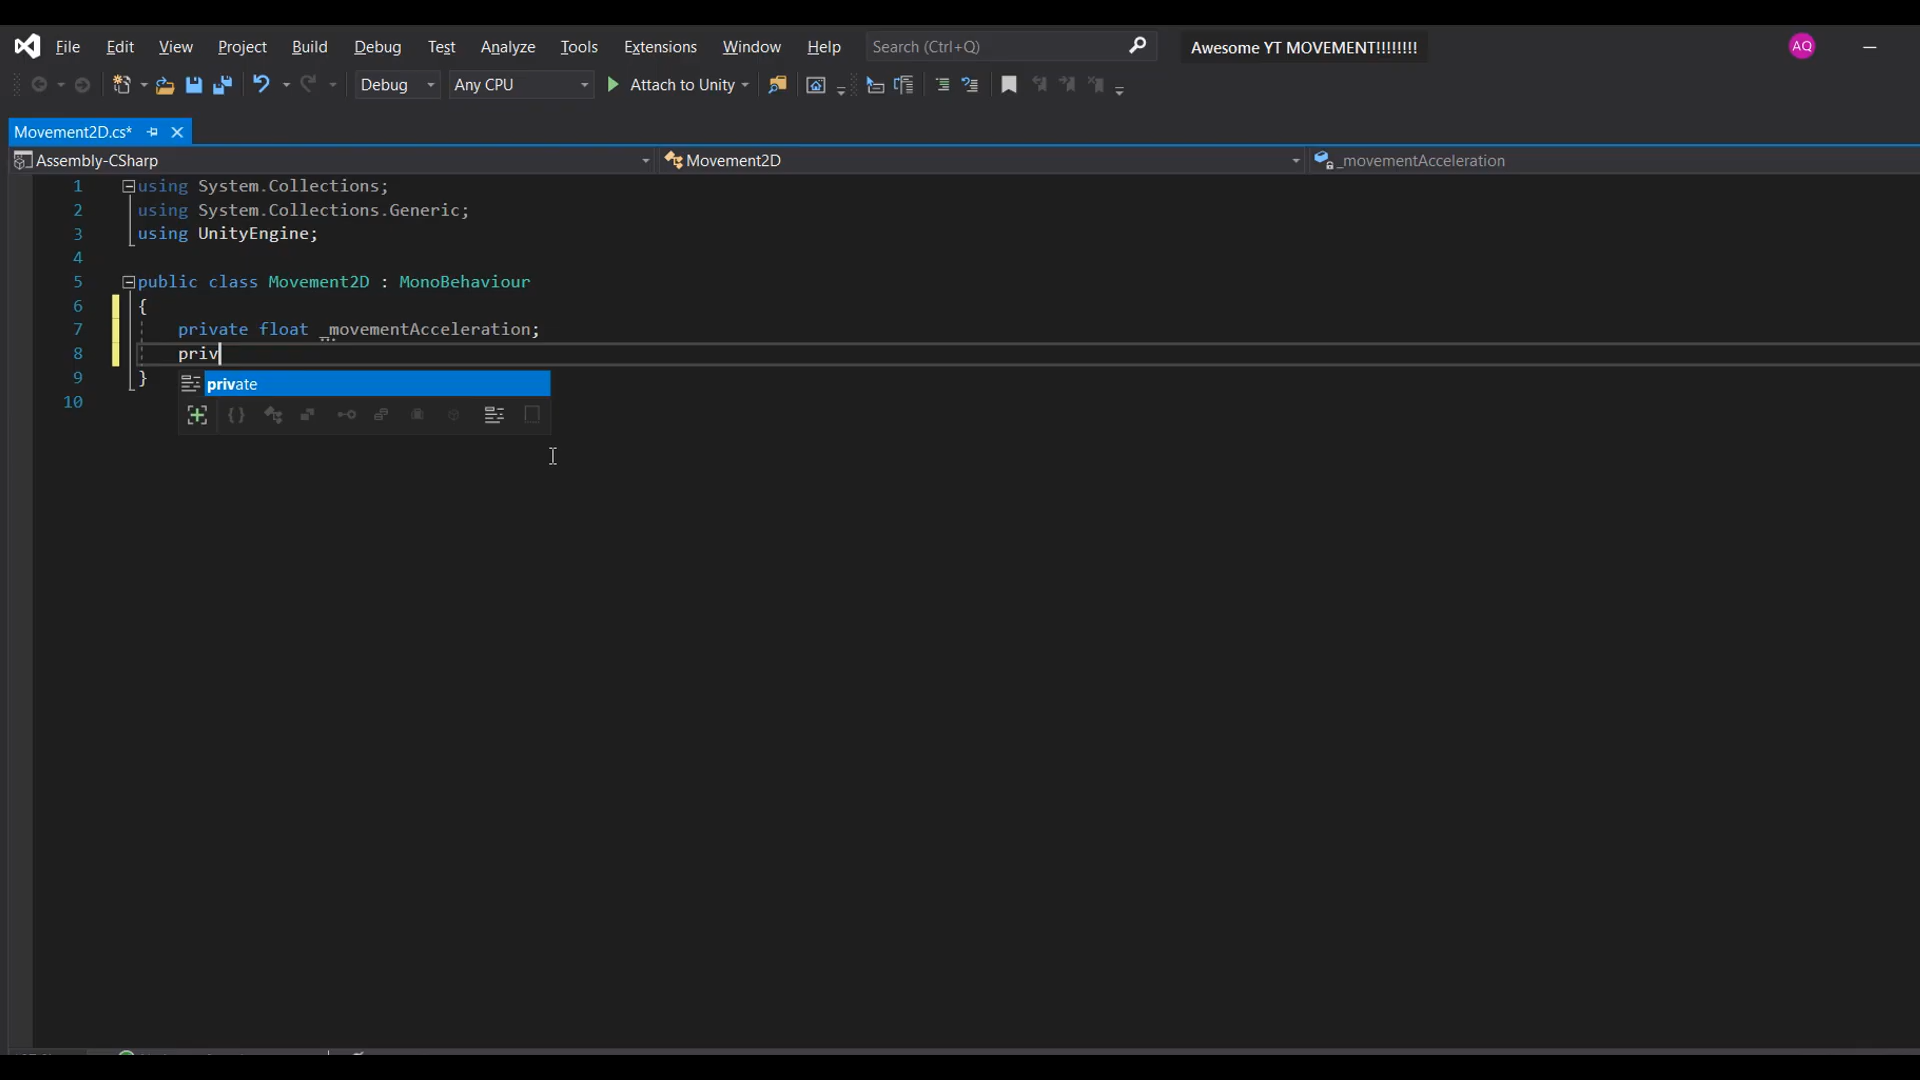 File Edit View Project Build Debug Test Analyze Tools Extensions Window Help Search (Ctrl+Q) Awesome YT MOVEMENT!!!!!!!! AQ
Debug Any CPU Attach to Unity
Movement2D.cs*
Assembly-CSharp Movement2D _movementAcceleration
1 using System.Collections;
2 using System.Collections.Generic;
3 using UnityEngine;
4
5 public class Movement2D : MonoBehaviour
6 {
7 private float _movementAcceleration;
8 priv
9 }
private
10